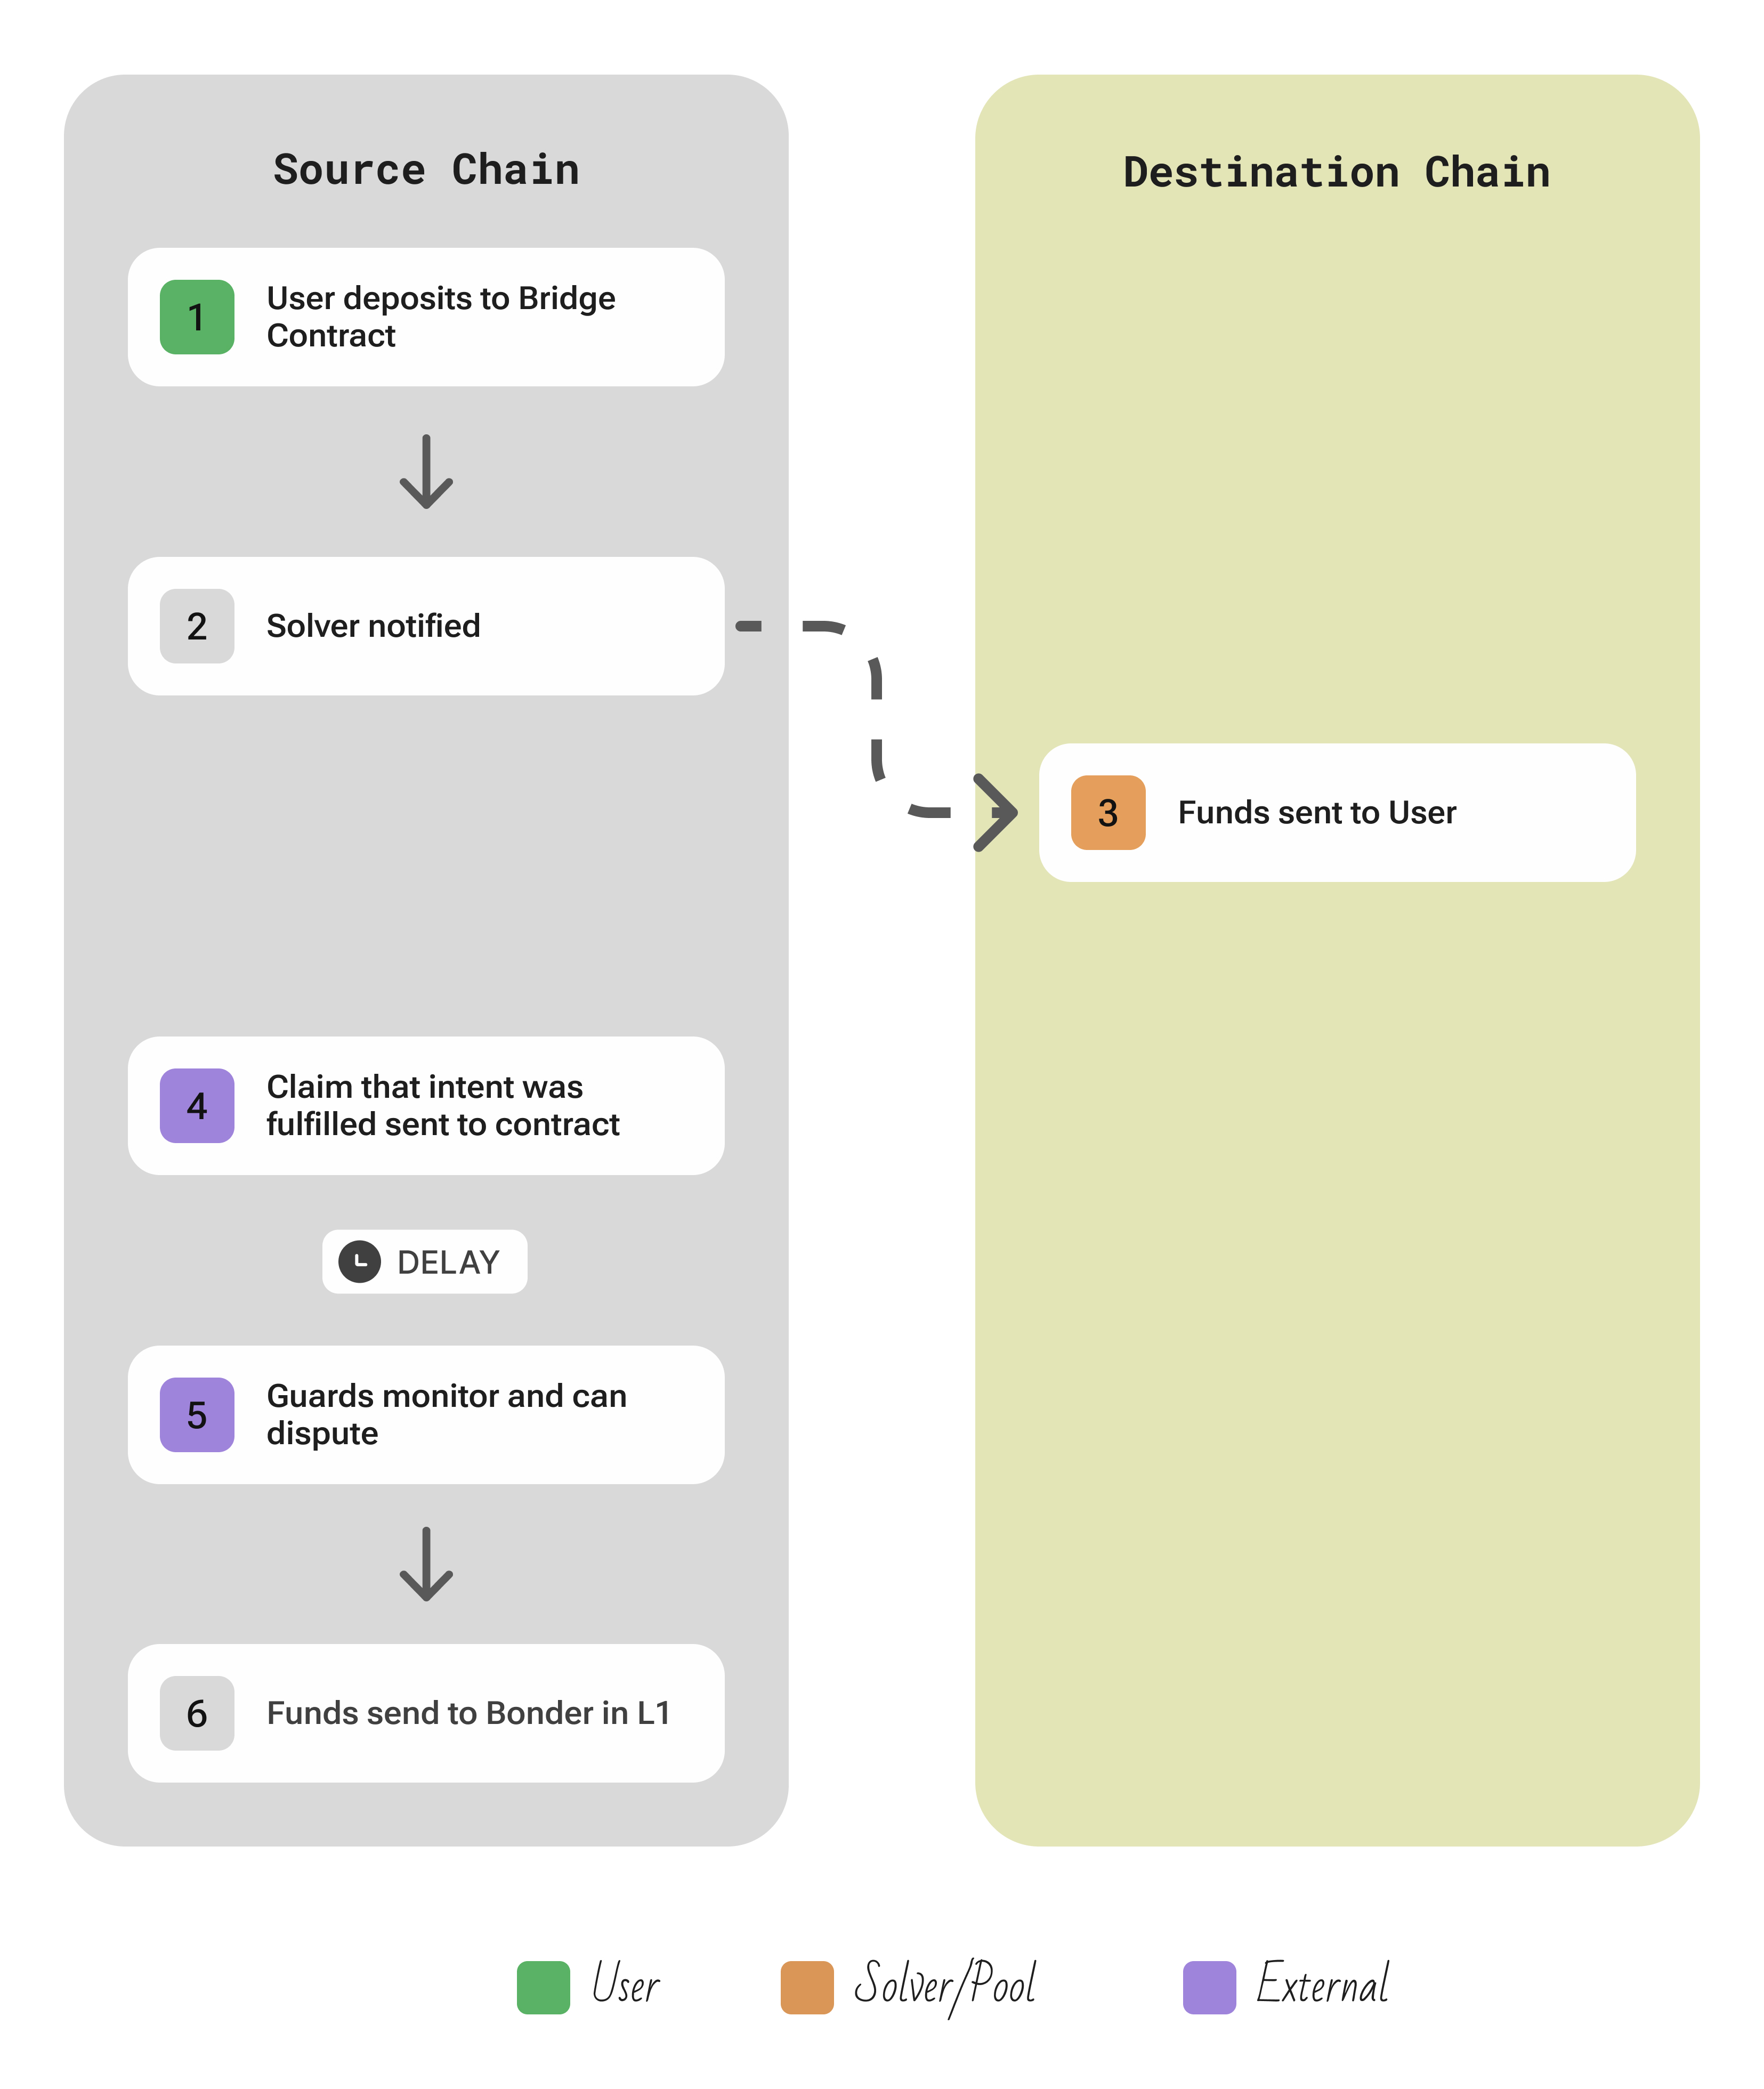 Source Chain
Destination Chain
1
User deposits to Bridge
Contract
2
Solver notified
3
Funds sent to User
4
Claim that intent was
fulfilled sent to contract
DELAY
5
Guards monitor and can
dispute
6
Funds send to Bonder in L1
User
Solver/Pool
External